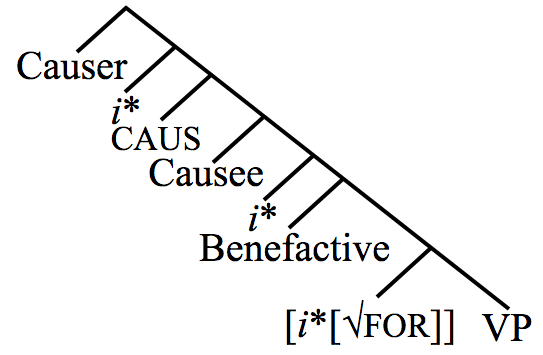 Causer
i*
CAUS
Causee
i*
Benefactive
[i*[√FOR]] VP